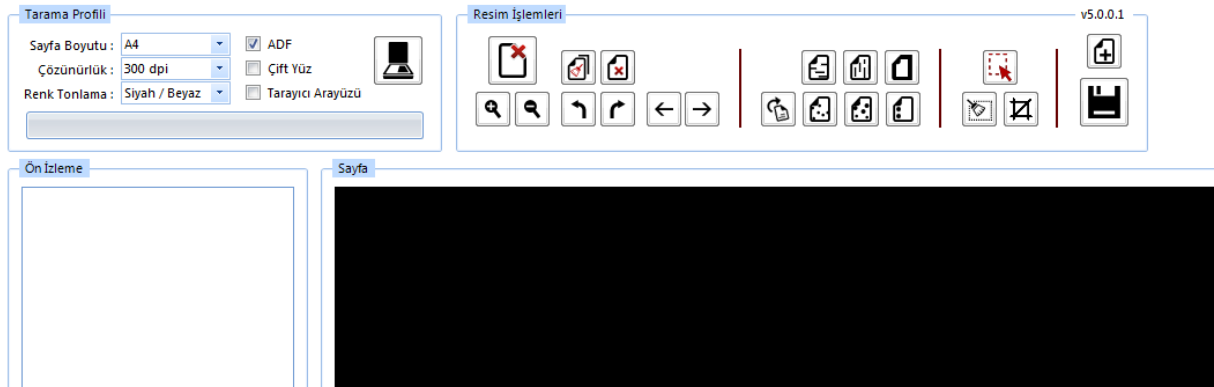 Tarama Profili
Sayfa Boyutu : A4
ADF
Çözünürlük : 300 dpi
Çift Yüz
Renk Tonlama : Siyah / Beyaz
Tarayıcı Arayüzü
Resim İşlemleri
v5.0.0.1
Ön İzleme
Sayfa